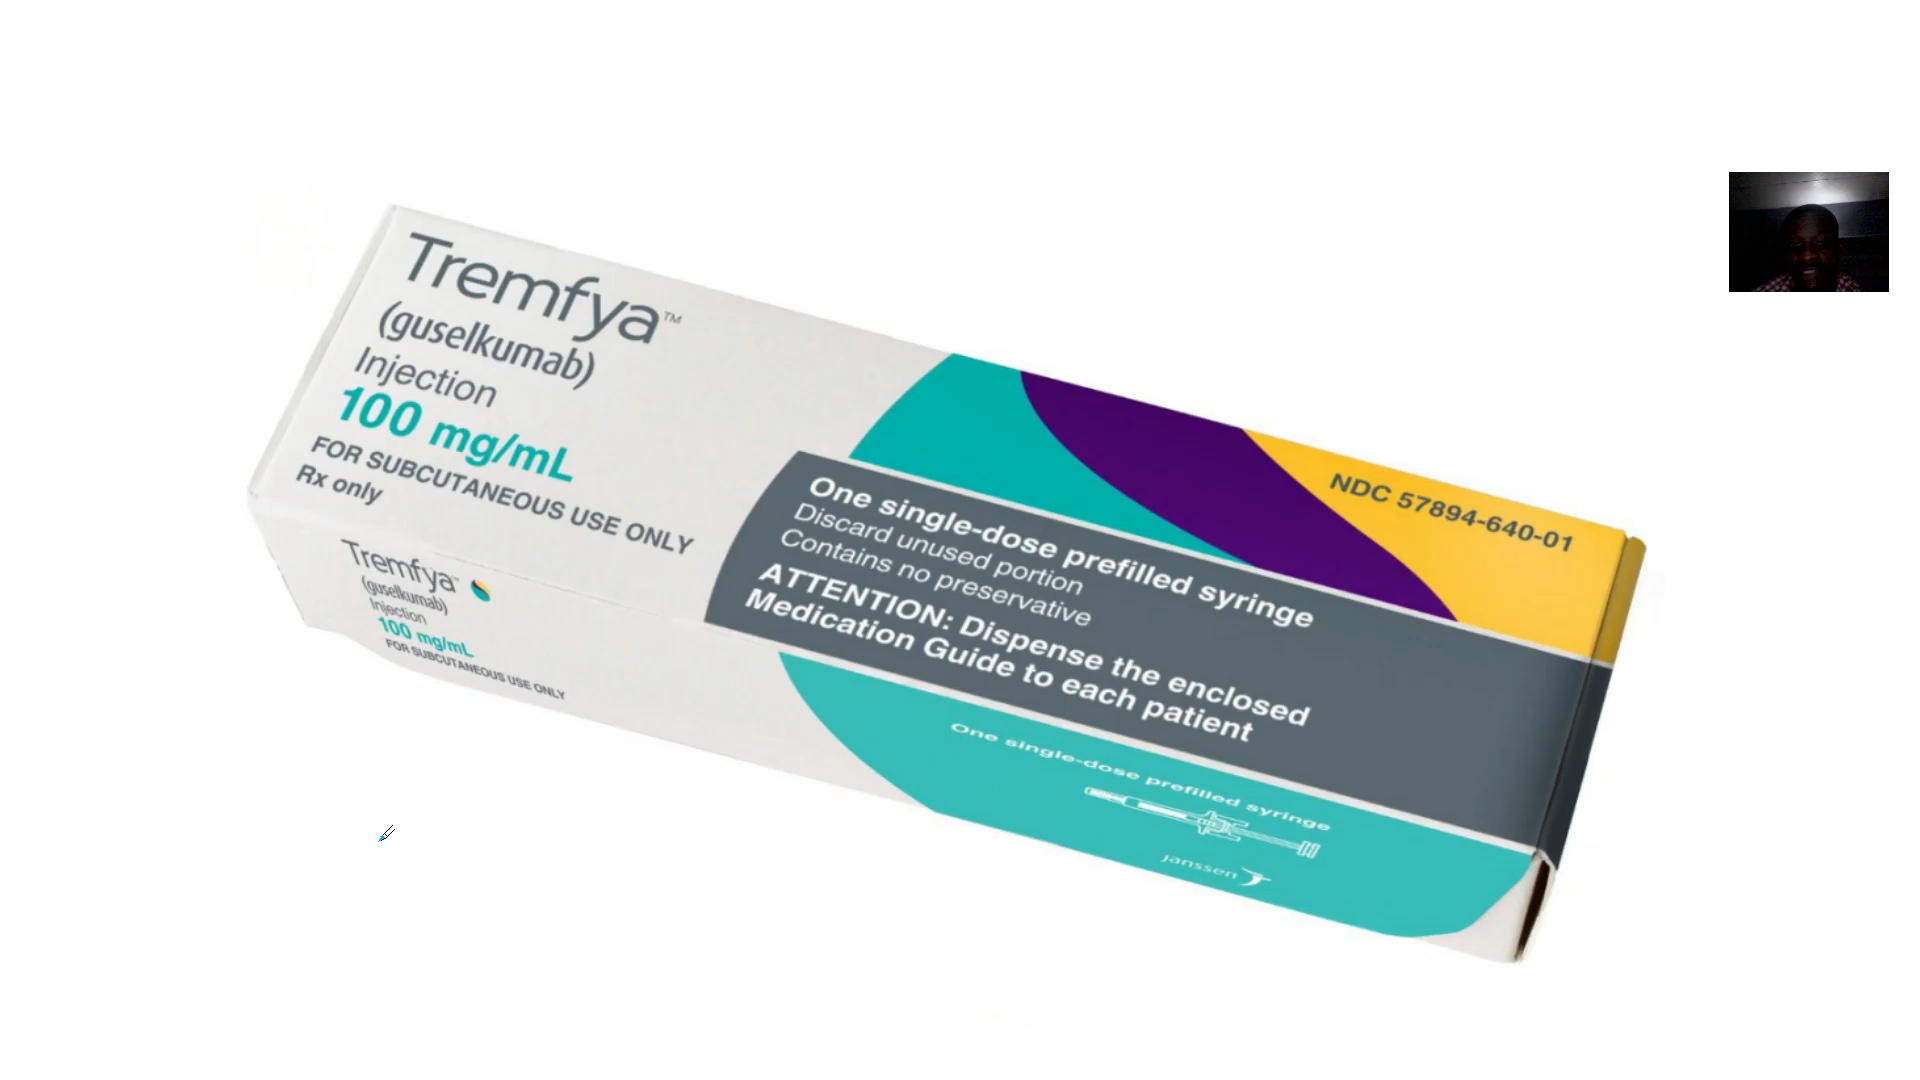 Tremfya™
(guselkumab)
Injection
100 mg/mL
FOR SUBCUTANEOUS USE ONLY
Rx only
NDC 57894-640-01
One single-dose prefilled syringe
Discard unused portion
Contains no preservative
ATTENTION: Dispense the enclosed
Medication Guide to each patient
Tremfya™
(guselkumab)
Injection
100 mg/mL
FOR SUBCUTANEOUS USE ONLY
One single-dose prefilled syringe
janssen